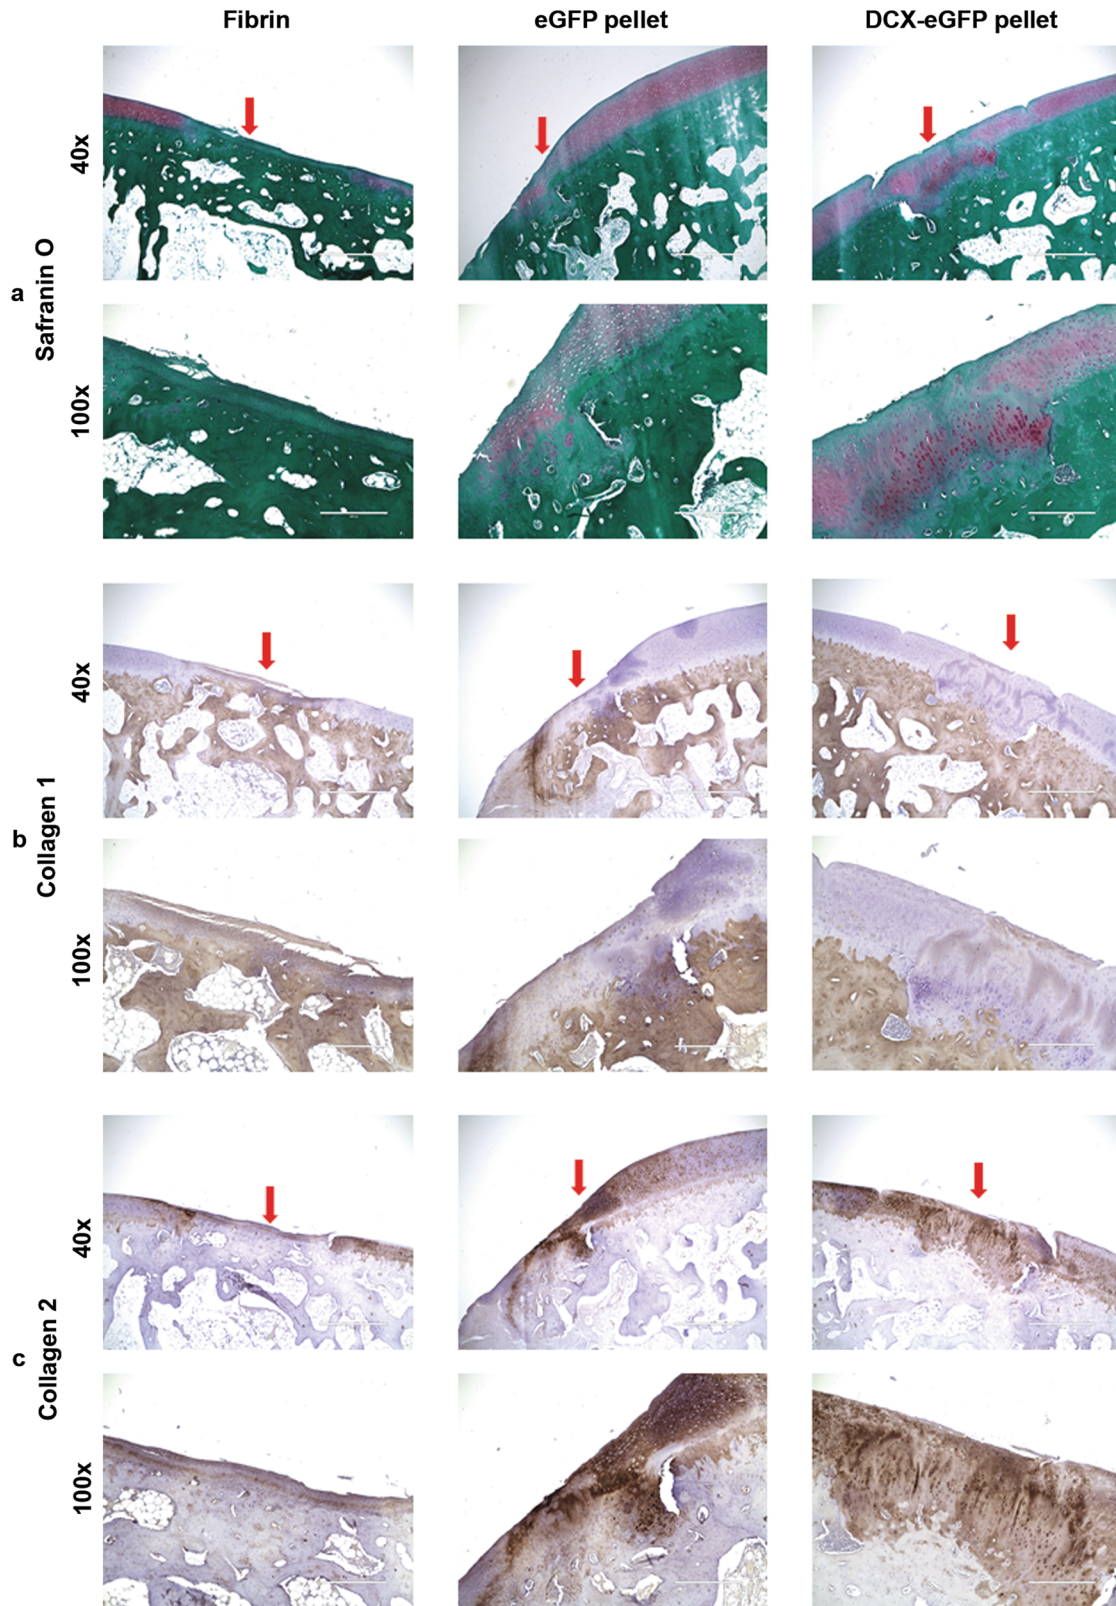 Fibrin
eGFP pellet
DCX-eGFP pellet
a
Safranin O
40x
100x
b
Collagen 1
40x
100x
c
Collagen 2
40x
100x